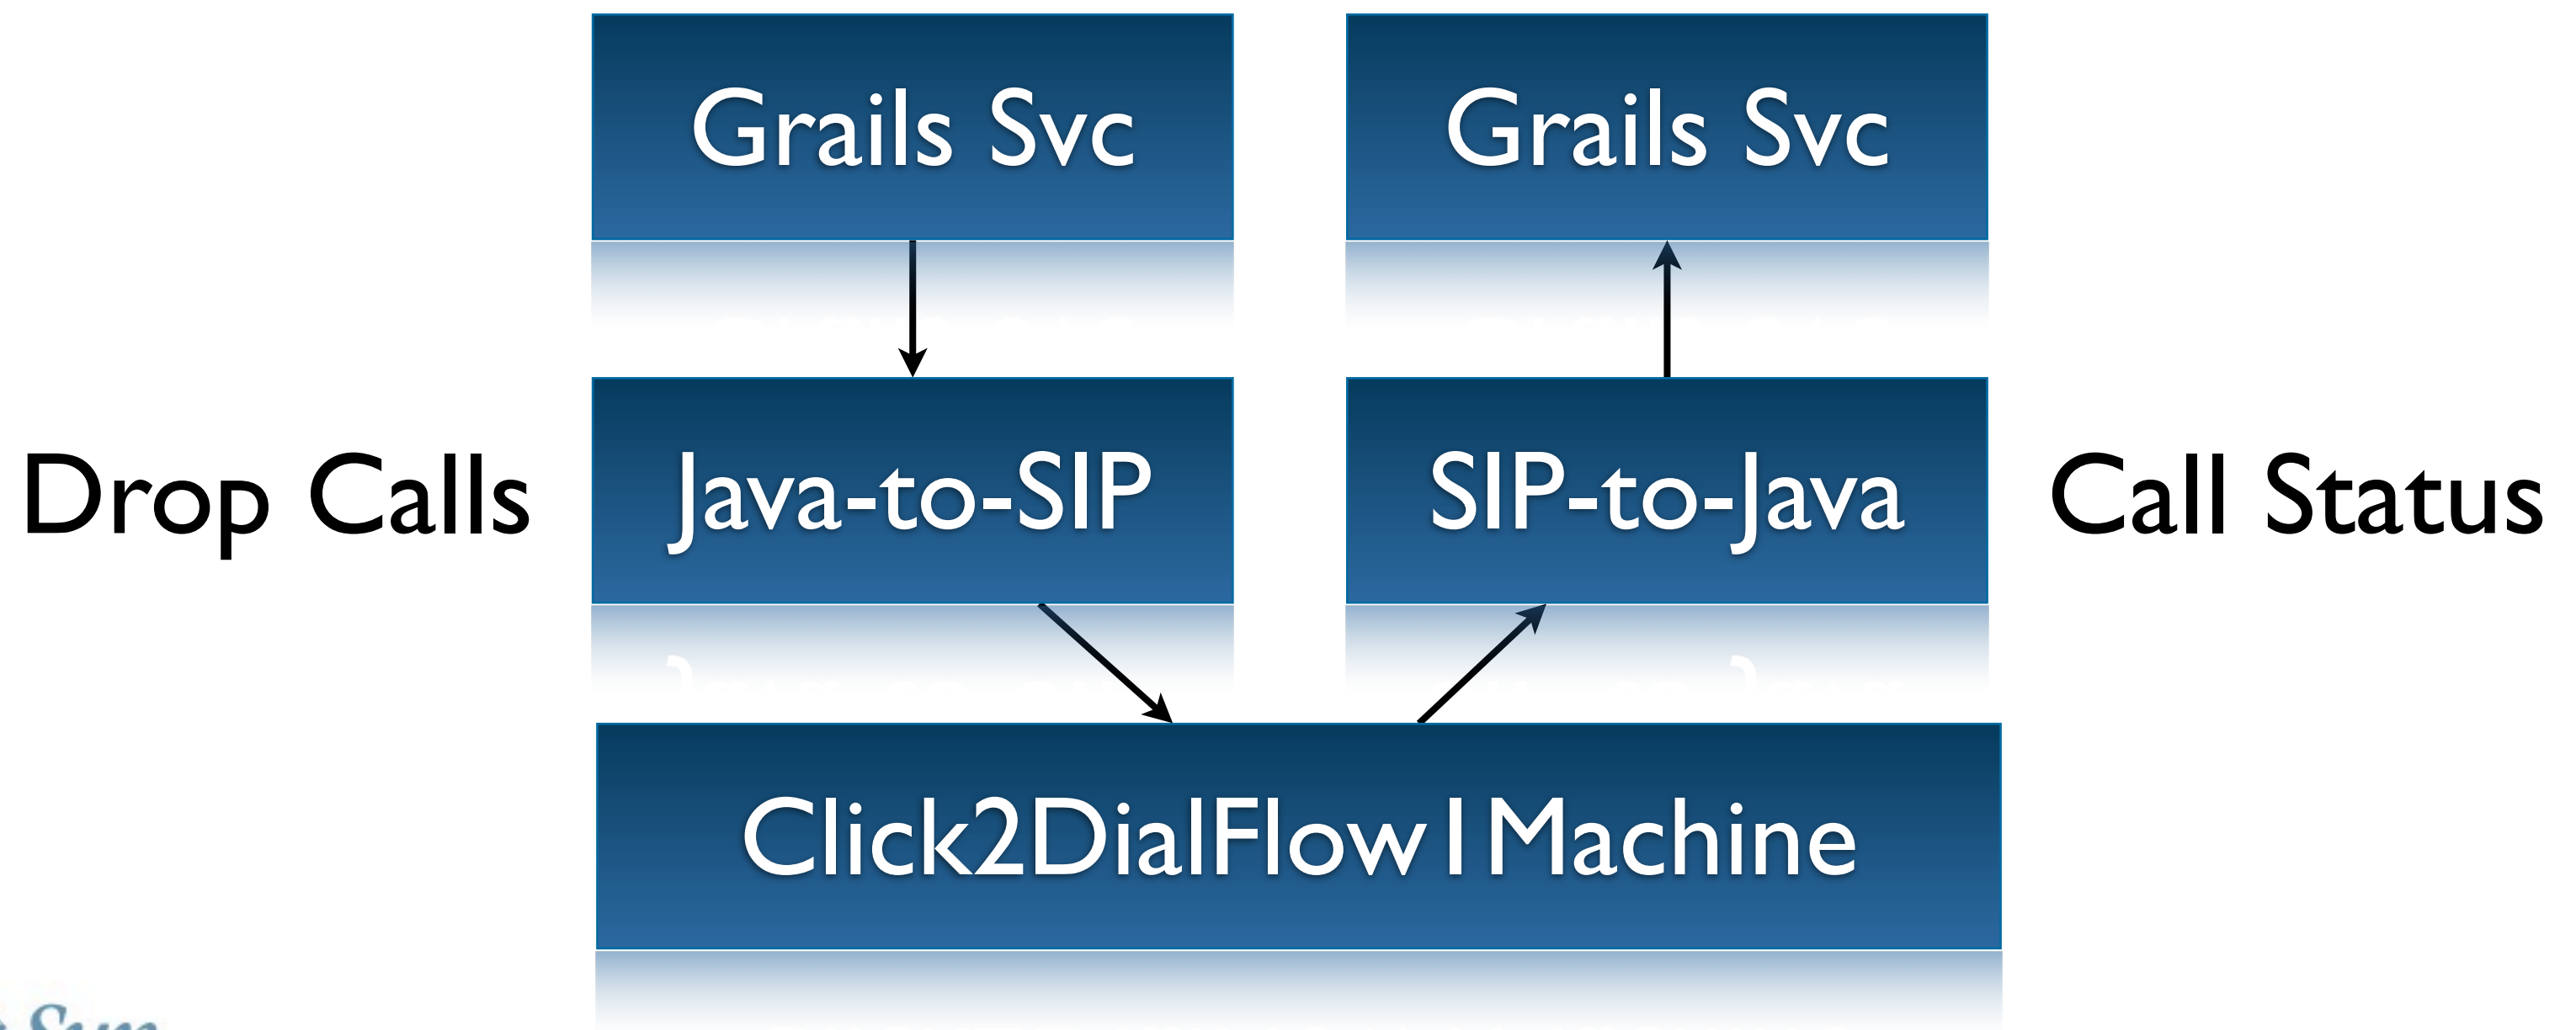 Grails Svc
Grails Svc
Drop Calls
Java-to-SIP
SIP-to-Java
Call Status
Click2DialFlow1Machine